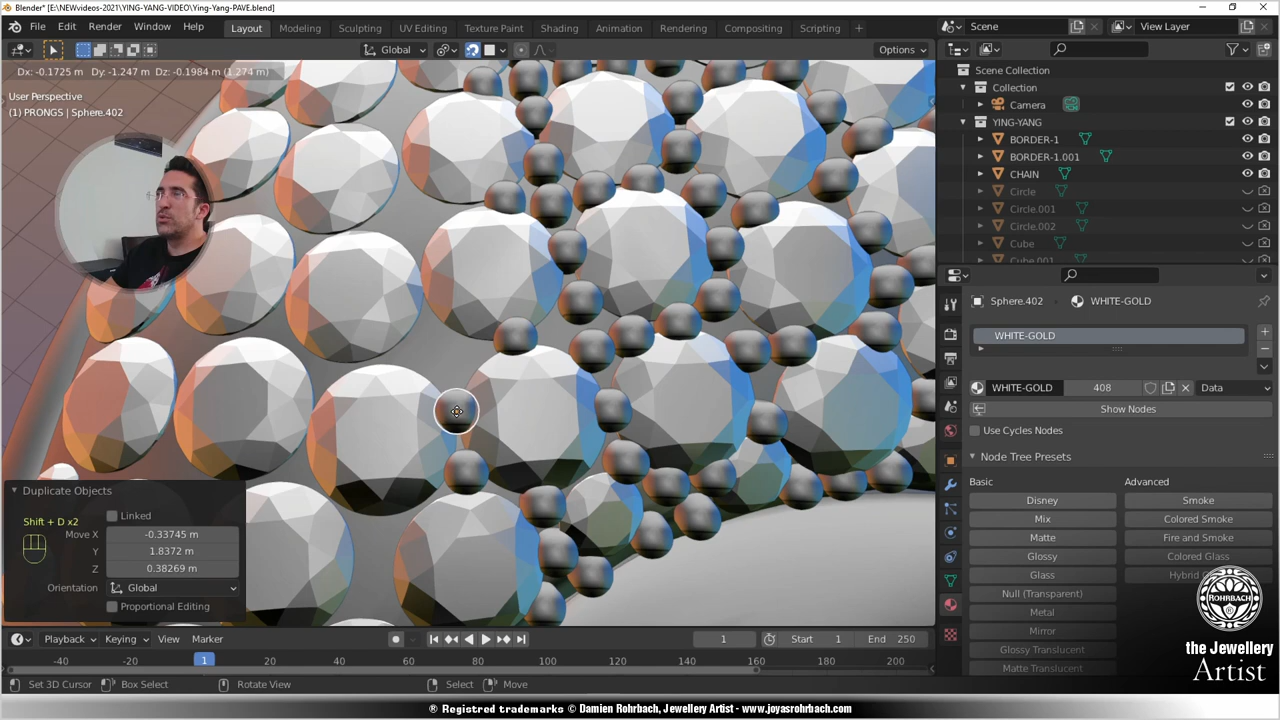 Blender* [E:\NEWvideos-2021\YING-YANG-VIDEO\Ying-Yang-PAVE.blend]
File Edit Render Window Help Layout Modeling Sculpting UV Editing Texture Paint Shading Animation Rendering Compositing Scripting Scene View Layer
Global Options
Dx: -0.1725 m Dy: -1.247 m Dz: -0.1984 m (1.274 m)
User Perspective
(1) PRONGS | Sphere.402
Scene Collection
Collection
Camera
YING-YANG
BORDER-1
BORDER-1.001
CHAIN
Circle
Circle.001
Circle.002
Cube
Cube.001
Sphere.402 WHITE-GOLD
WHITE-GOLD
WHITE-GOLD 408 Data
Show Nodes
Use Cycles Nodes
Node Tree Presets
Basic Advanced
Disney Smoke
Mix Colored Smoke
Matte Fire and Smoke
Glossy Colored Glass
Glass Hybrid G
Null (Transparent)
Metal
Mirror
Glossy Translucent
Matte Translucent
Duplicate Objects
Shift + D x2
Linked
Move X -0.33745 m
Y 1.8372 m
Z 0.38269 m
Orientation Global
Proportional Editing
Playback Keying View Marker 1 Start 1 End 250
-40 -20 1 20 40 60 80 100 120 140 160 180 200
Set 3D Cursor Box Select Rotate View Select Move
ROHRBACH
the Jewellery
Artist
® Registred trademarks © Damien Rohrbach, Jewellery Artist - www.joyasrohrbach.com